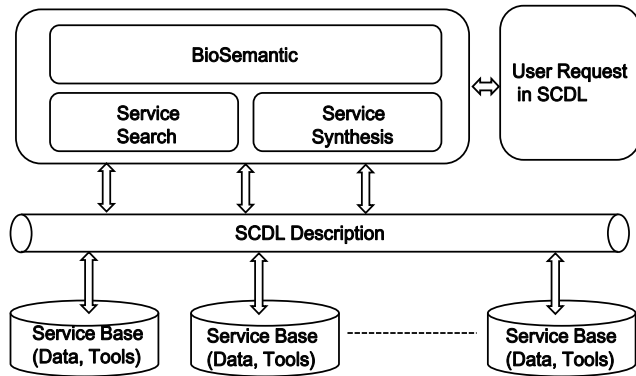 BioSemantic
User Request
in SCDL
Service
Search
Service
Synthesis
SCDL Description
Service Base
(Data, Tools)
Service Base
(Data, Tools)
Service Base
(Data, Tools)